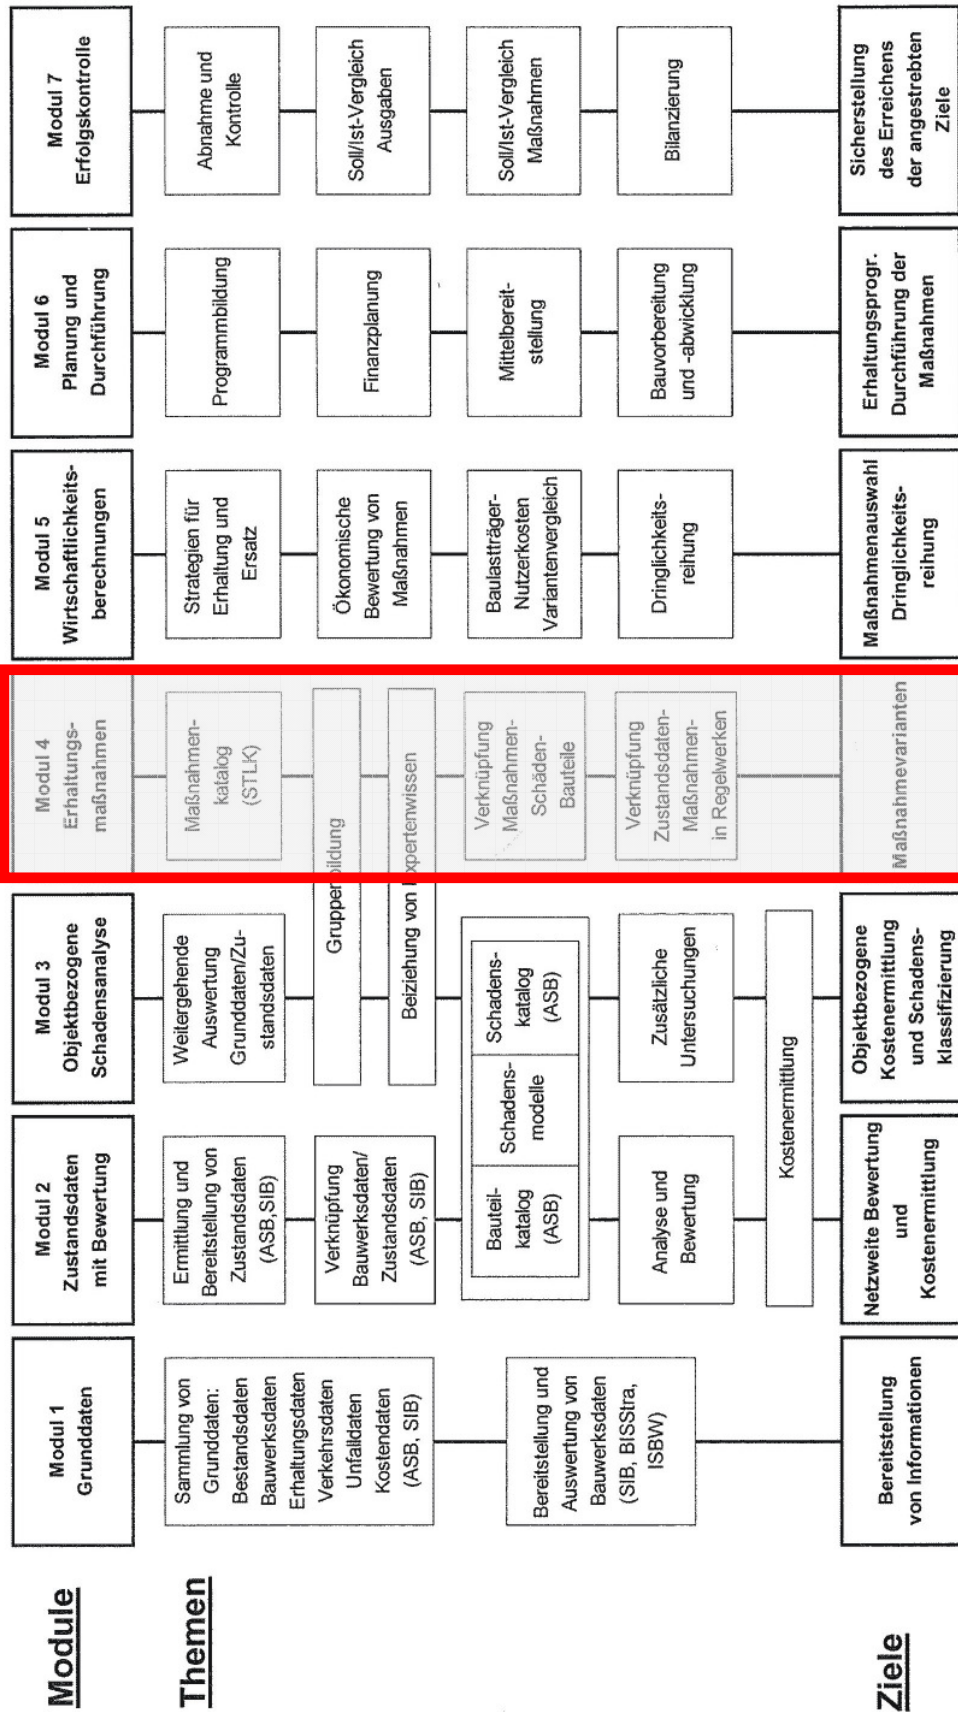 Module
Modul 1
Grunddaten
Modul 2
Zustandsdaten
mit Bewertung
Modul 3
Objektbezogene
Schadensanalyse
Modul 4
Erhaltungs-
maßnahmen
Modul 5
Wirtschaftlichkeits-
berechnungen
Modul 6
Planung und
Durchführung
Modul 7
Erfolgskontrolle
Themen
Sammlung von
Grunddaten:
Bestandsdaten
Bauwerksdaten
Erhaltungsdaten
Verkehrsdaten
Unfalldaten
Kostendaten
(ASB, SIB)
Bereitstellung und
Auswertung von
Bauwerksdaten
(SIB, BISStra,
ISBW)
Ermittlung und
Bereitstellung von
Zustandsdaten
(ASB,SIB)
Verknüpfung
Bauwerksdaten/
Zustandsdaten
(ASB, SIB)
Bauteil-
katalog
(ASB)
Schadens-
modelle
Schadens-
katalog
(ASB)
Analyse und
Bewertung
Kostenermittlung
Weitergehende
Auswertung
Grunddaten/Zu-
standsdaten
Gruppenbildung
Beiziehung von Expertenwissen
Zusätzliche
Untersuchungen
Maßnahmen-
katalog
(STLK)
Verknüpfung
Maßnahmen-
Schäden-
Bauteile
Verknüpfung
Zustandsdaten-
Maßnahmen-
in Regelwerken
Strategien für
Erhaltung und
Ersatz
Ökonomische
Bewertung von
Maßnahmen
Baulastträger-
Nutzerkosten
Variantenvergleich
Dringlichkeits-
reihung
Programmbildung
Finanzplanung
Mittelbereit-
stellung
Bauvorbereitung
und -abwicklung
Abnahme und
Kontrolle
Soll/Ist-Vergleich
Ausgaben
Soll/Ist-Vergleich
Maßnahmen
Bilanzierung
Ziele
Bereitstellung
von Informationen
Netzweite Bewertung
und
Kostenermittlung
Objektbezogene
Kostenermittlung
und Schadens-
klassifizierung
Maßnahmevarianten
Maßnahmenauswahl
Dringlichkeits-
reihung
Erhaltungsprogr.
Durchführung der
Maßnahmen
Sicherstellung
des Erreichens
der angestrebten
Ziele